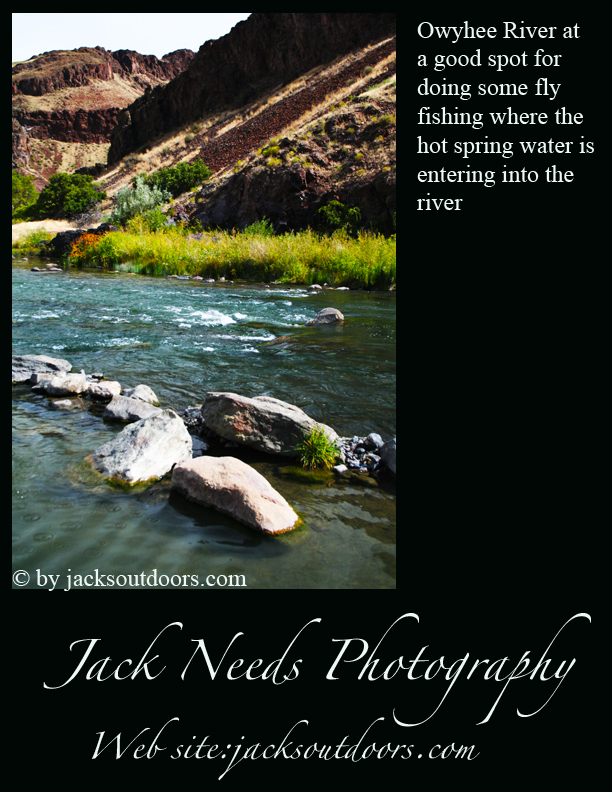 Owyhee River at
a good spot for
doing some fly
fishing where the
hot spring water is
entering into the
river
© by jacksoutdoors.com
Jack Needs Photography
Web site:jacksoutdoors.com